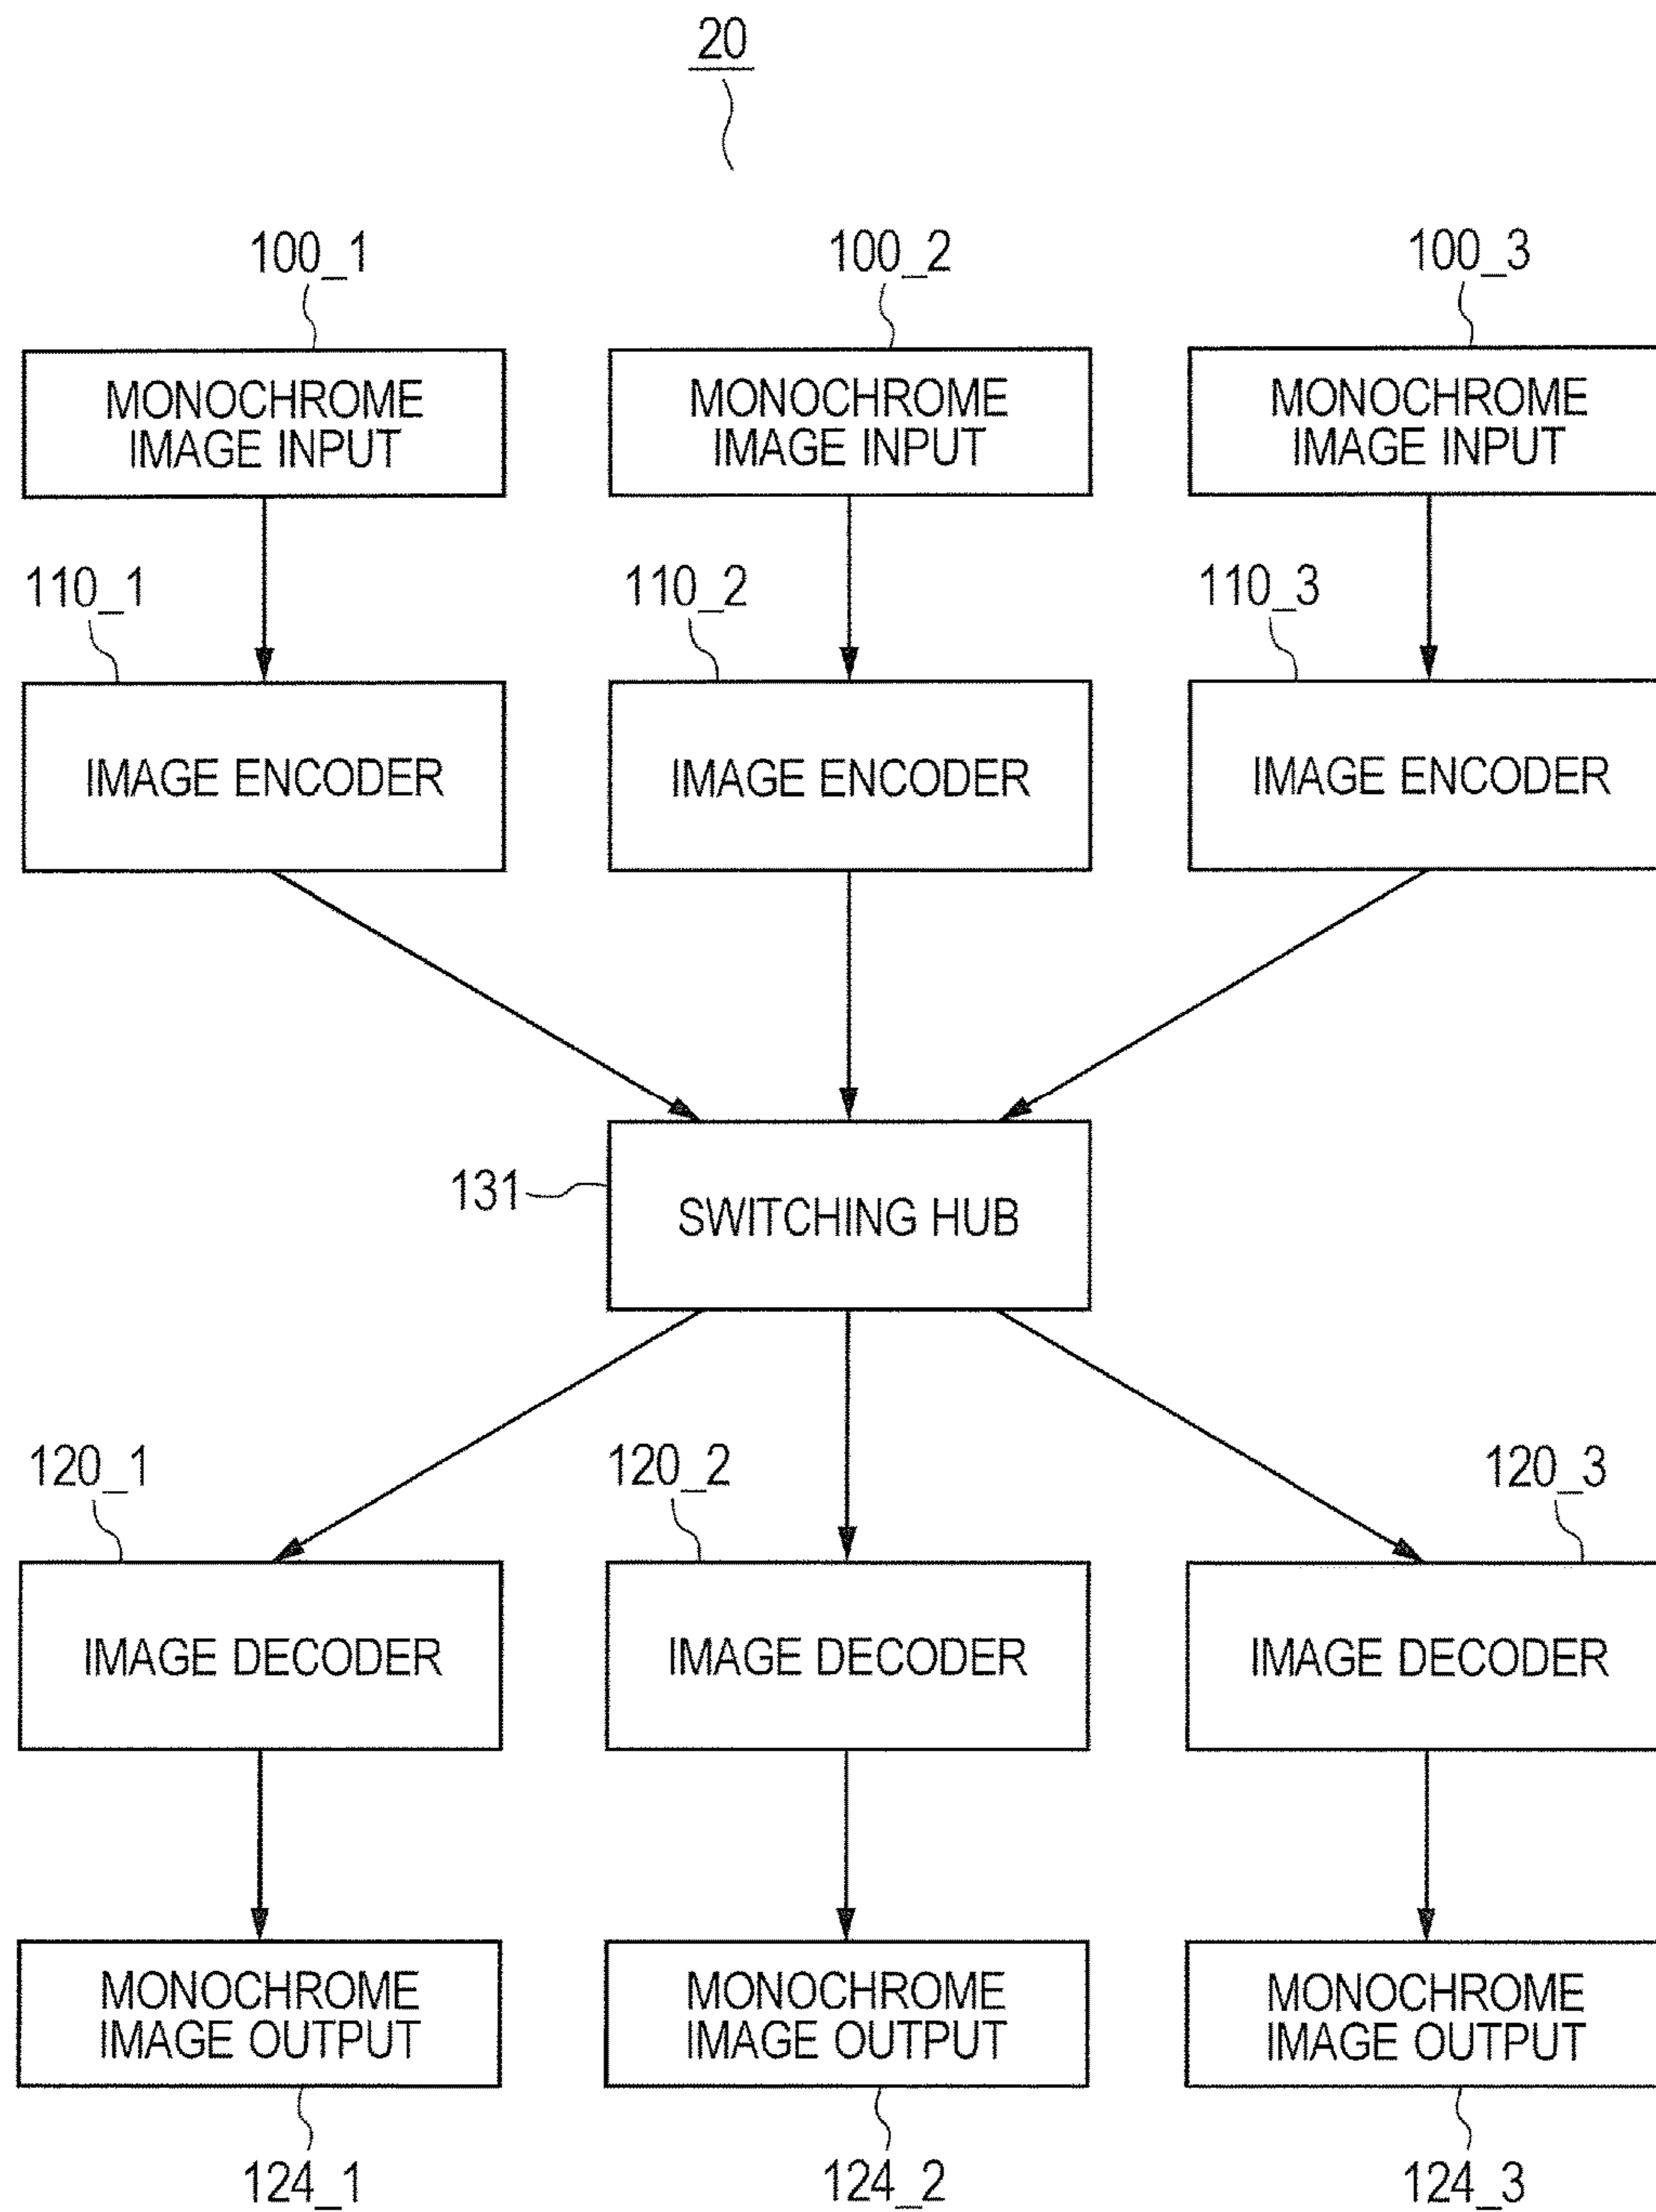 20
100_1
100_2
100_3
MONOCHROME
IMAGE INPUT
MONOCHROME
IMAGE INPUT
MONOCHROME
IMAGE INPUT
110_1
110_2
110_3
IMAGE ENCODER
IMAGE ENCODER
IMAGE ENCODER
131
SWITCHING HUB
120_1
120_2
120_3
IMAGE DECODER
IMAGE DECODER
IMAGE DECODER
MONOCHROME
IMAGE OUTPUT
MONOCHROME
IMAGE OUTPUT
MONOCHROME
IMAGE OUTPUT
124_1
124_2
124_3